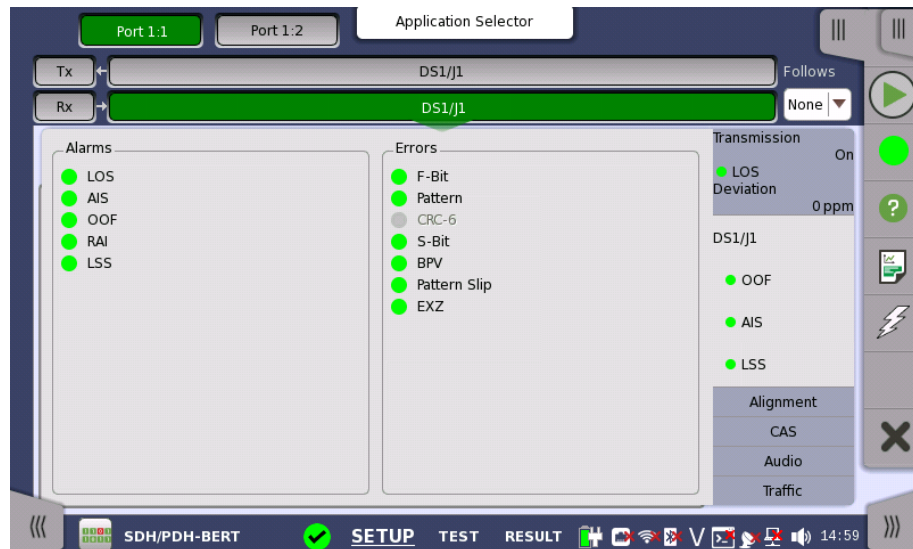 Application Selector
Port 1:1
Port 1:2
Tx
DS1/J1
Follows
Rx
DS1/J1
None
Alarms
LOS
AIS
OOF
RAI
LSS
Errors
F-Bit
Pattern
CRC-6
S-Bit
BPV
Pattern Slip
EXZ
Transmission
On
LOS
Deviation
0 ppm
DS1/J1
OOF
AIS
LSS
Alignment
CAS
Audio
Traffic
SDH/PDH-BERT
SETUP
TEST
RESULT
V
14:59